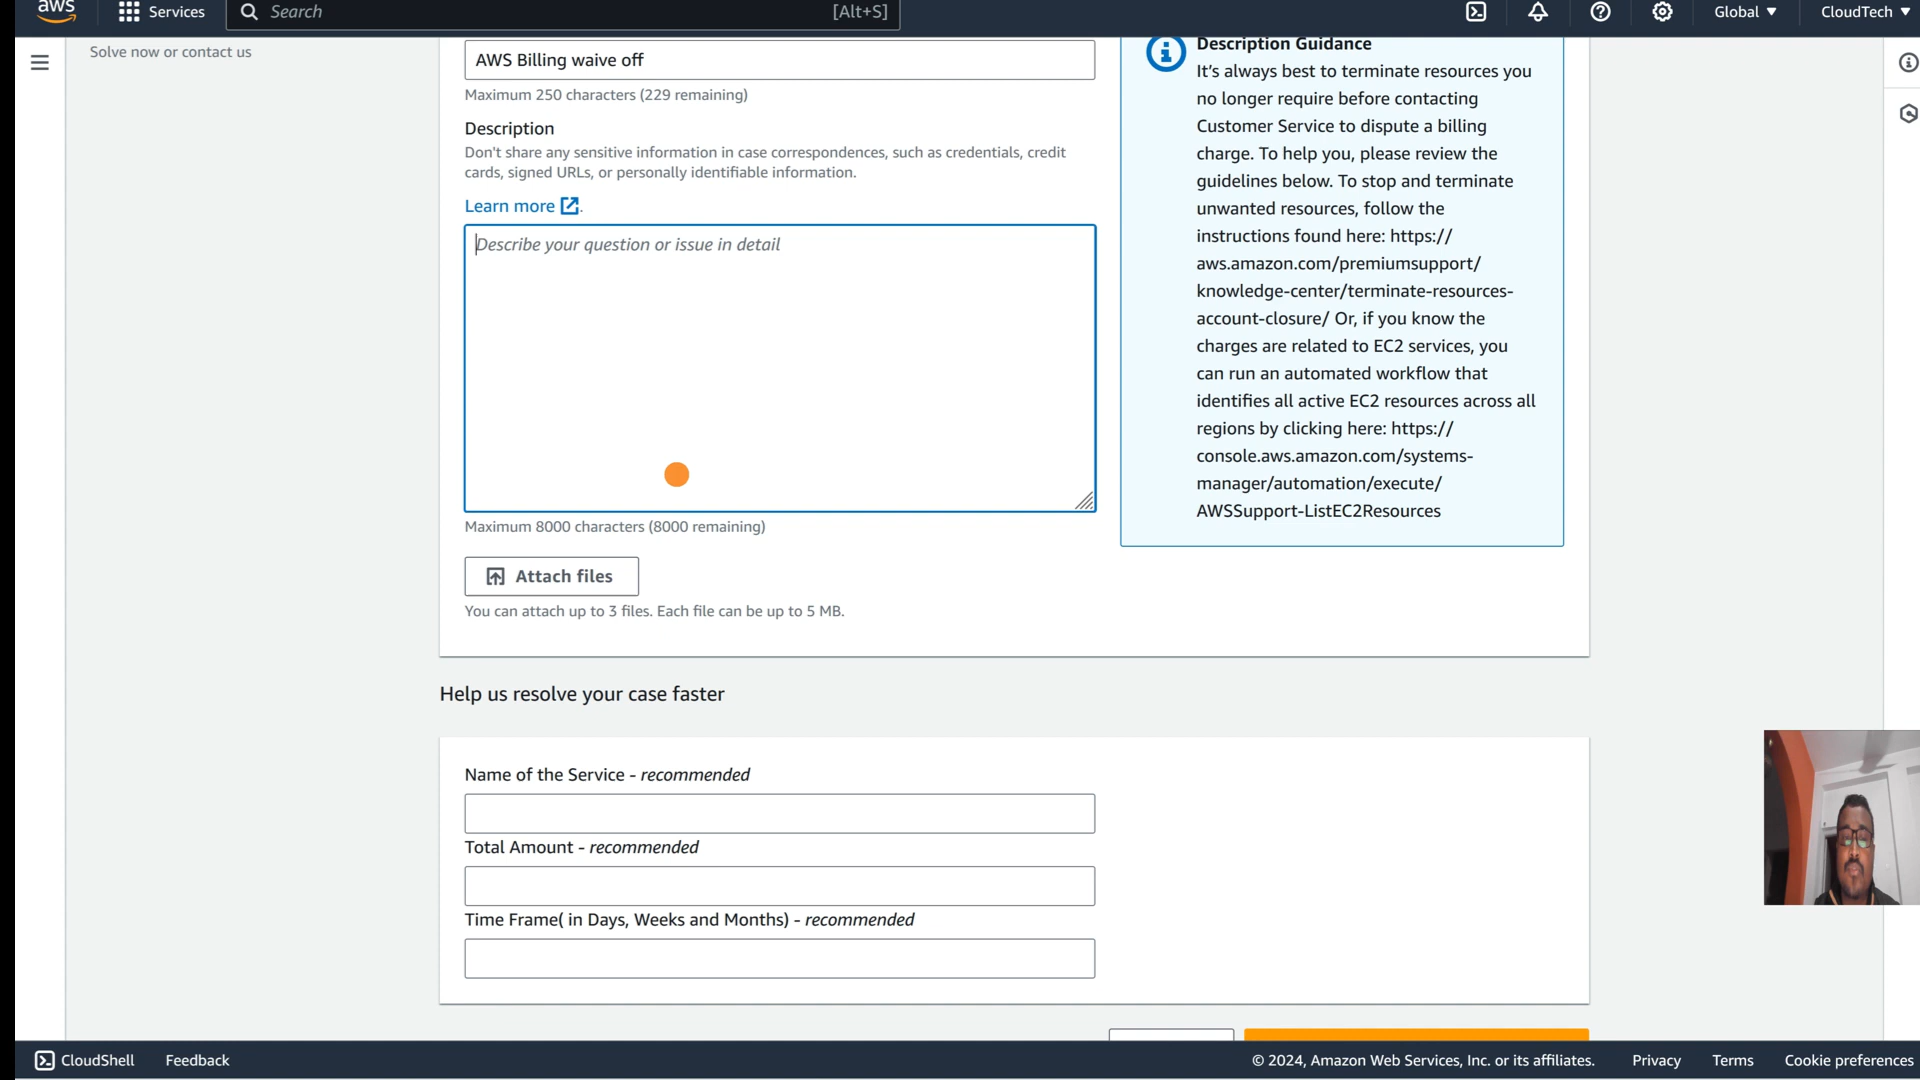 aws
Services
Search
[Alt+S]
Global
CloudTech
Solve now or contact us
AWS Billing waive off
Maximum 250 characters (229 remaining)
Description
Don't share any sensitive information in case correspondences, such as credentials, credit
cards, signed URLs, or personally identifiable information.
Learn more .
Describe your question or issue in detail
Maximum 8000 characters (8000 remaining)
Attach files
You can attach up to 3 files. Each file can be up to 5 MB.
Description Guidance
It’s always best to terminate resources you
no longer require before contacting
Customer Service to dispute a billing
charge. To help you, please review the
guidelines below. To stop and terminate
unwanted resources, follow the
instructions found here: https://
aws.amazon.com/premiumsupport/
knowledge-center/terminate-resources-
account-closure/ Or, if you know the
charges are related to EC2 services, you
can run an automated workflow that
identifies all active EC2 resources across all
regions by clicking here: https://
console.aws.amazon.com/systems-
manager/automation/execute/
AWSSupport-ListEC2Resources
Help us resolve your case faster
Name of the Service - recommended
Total Amount - recommended
Time Frame( in Days, Weeks and Months) - recommended
CloudShell
Feedback
© 2024, Amazon Web Services, Inc. or its affiliates.
Privacy
Terms
Cookie preferences